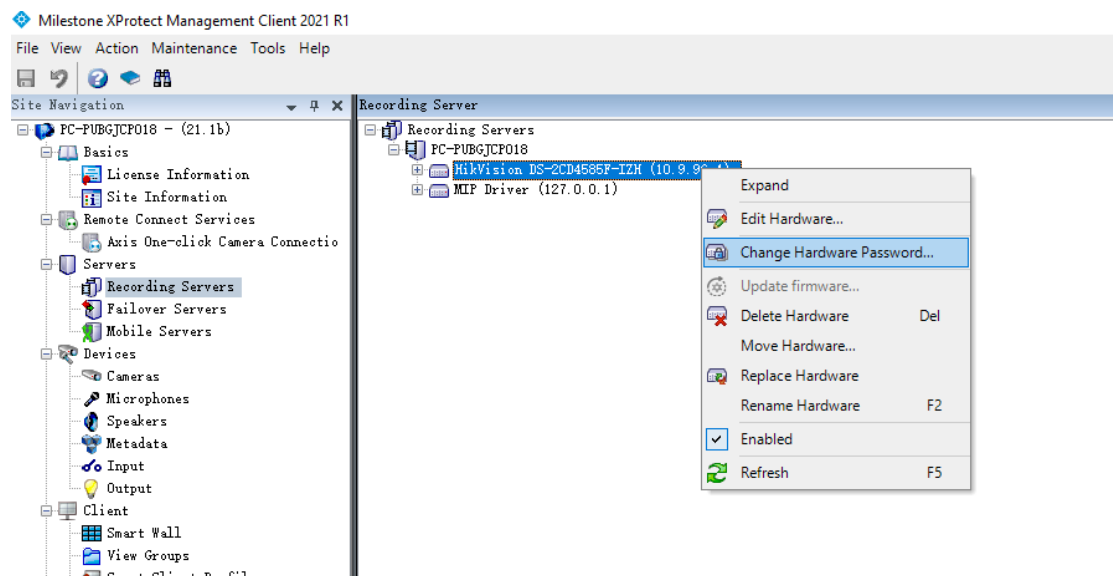 Milestone XProtect Management Client 2021 R1
File View Action Maintenance Tools Help
Site Navigation
PC-PUBGJCPO18 - (21.1b)
Basics
License Information
Site Information
Remote Connect Services
Axis One-click Camera Connectio
Servers
Recording Servers
Failover Servers
Mobile Servers
Devices
Cameras
Microphones
Speakers
Metadata
Input
Output
Client
Smart Wall
View Groups
Recording Server
Recording Servers
PC-PUBGJCPO18
HikVision DS-2CD4585F-IZH
MIP Driver (127.0.0.1)
Expand
Edit Hardware...
Change Hardware Password...
Update firmware...
Delete Hardware Del
Move Hardware...
Replace Hardware
Rename Hardware F2
Enabled
Refresh F5